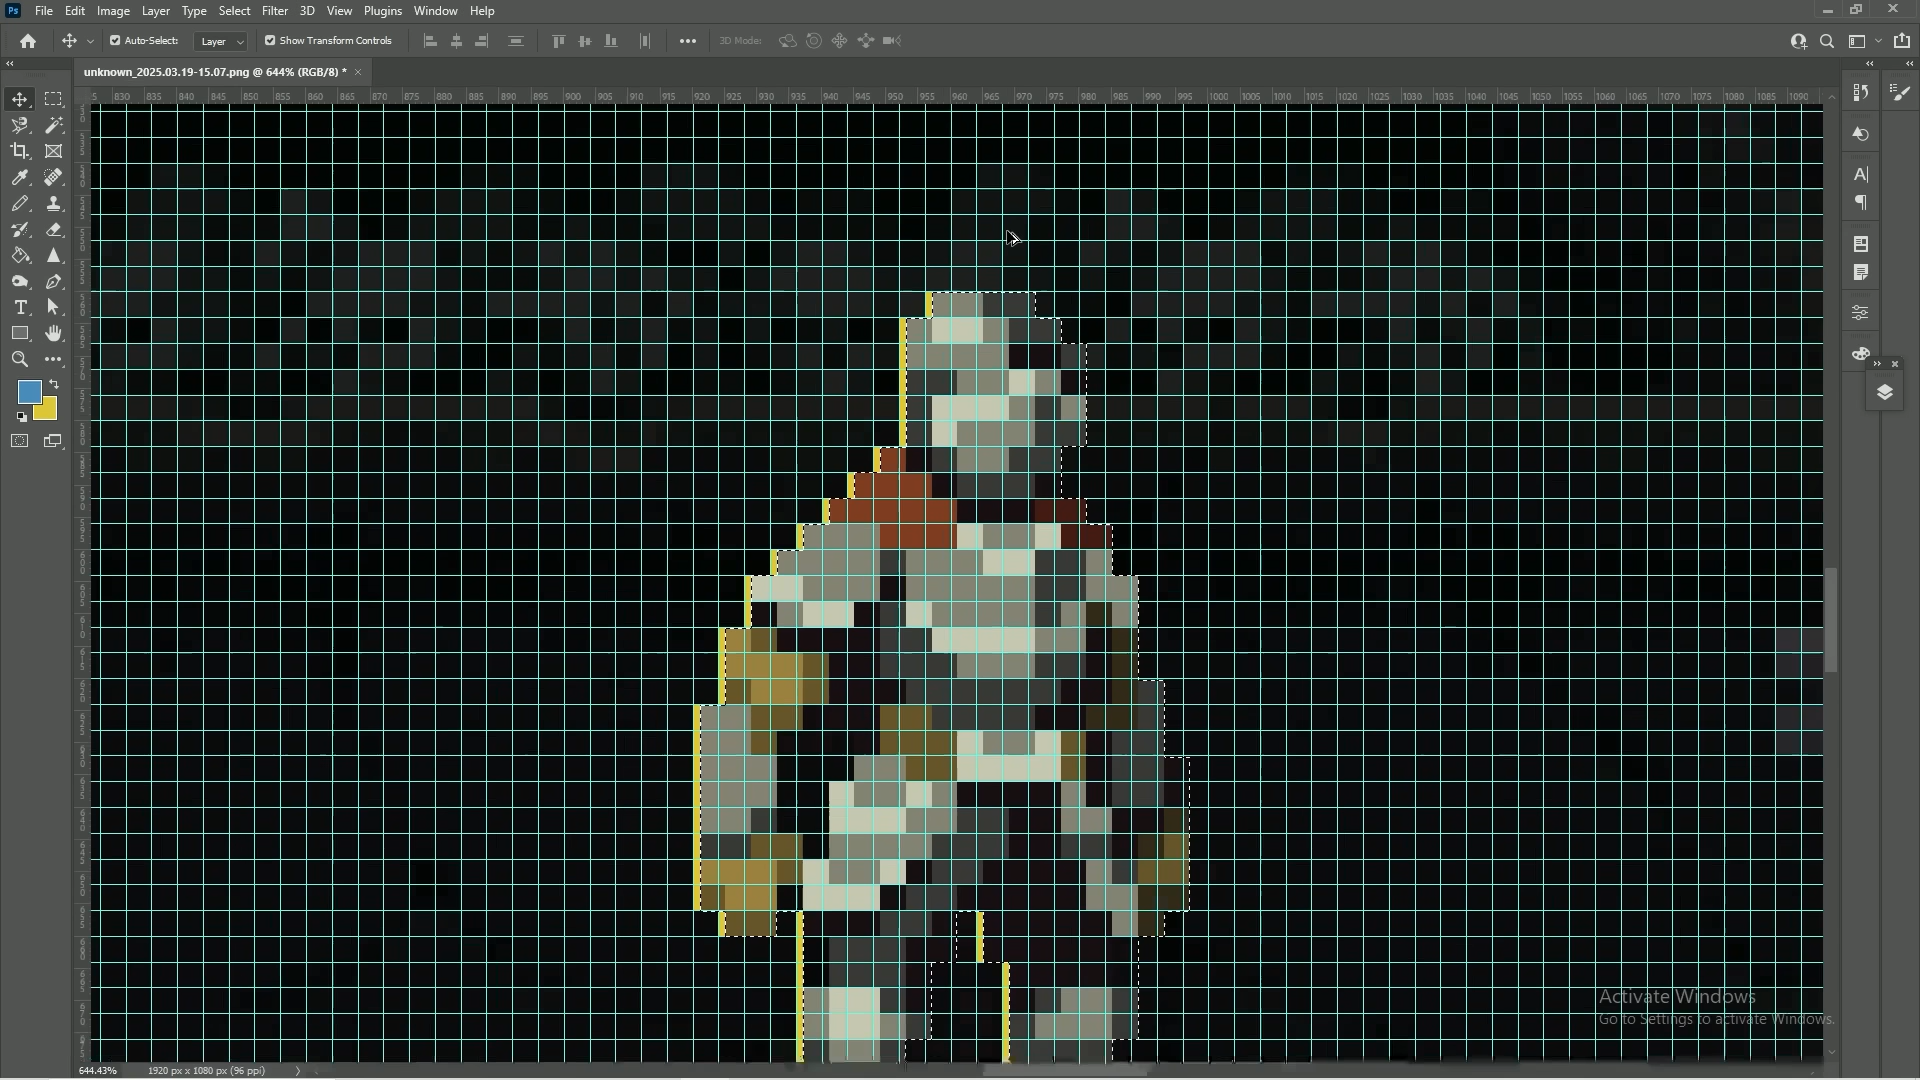 Ps File Edit Image Layer Type Select Filter 3D View Plugins Window Help
Auto-Select: Layer Show Transform Controls 3D Mode:
unknown_2025.03.19-15.07.png @ 644% (RGB/8) *
5 830 835 840 845 850 855 860 865 870 875 880 885 890 895 900 905 910 915 920 925 930 935 940 945 950 955 960 965 970 975 980 985 990 995 1000 1005 1010 1015 1020 1025 1030 1035 1040 1045 1050 1055 1060 1065 1070 1075 1080 1085 1090
Activate Windows
Go to Settings to activate Windows.
644.43% 1920 px x 1080 px (96 ppi)